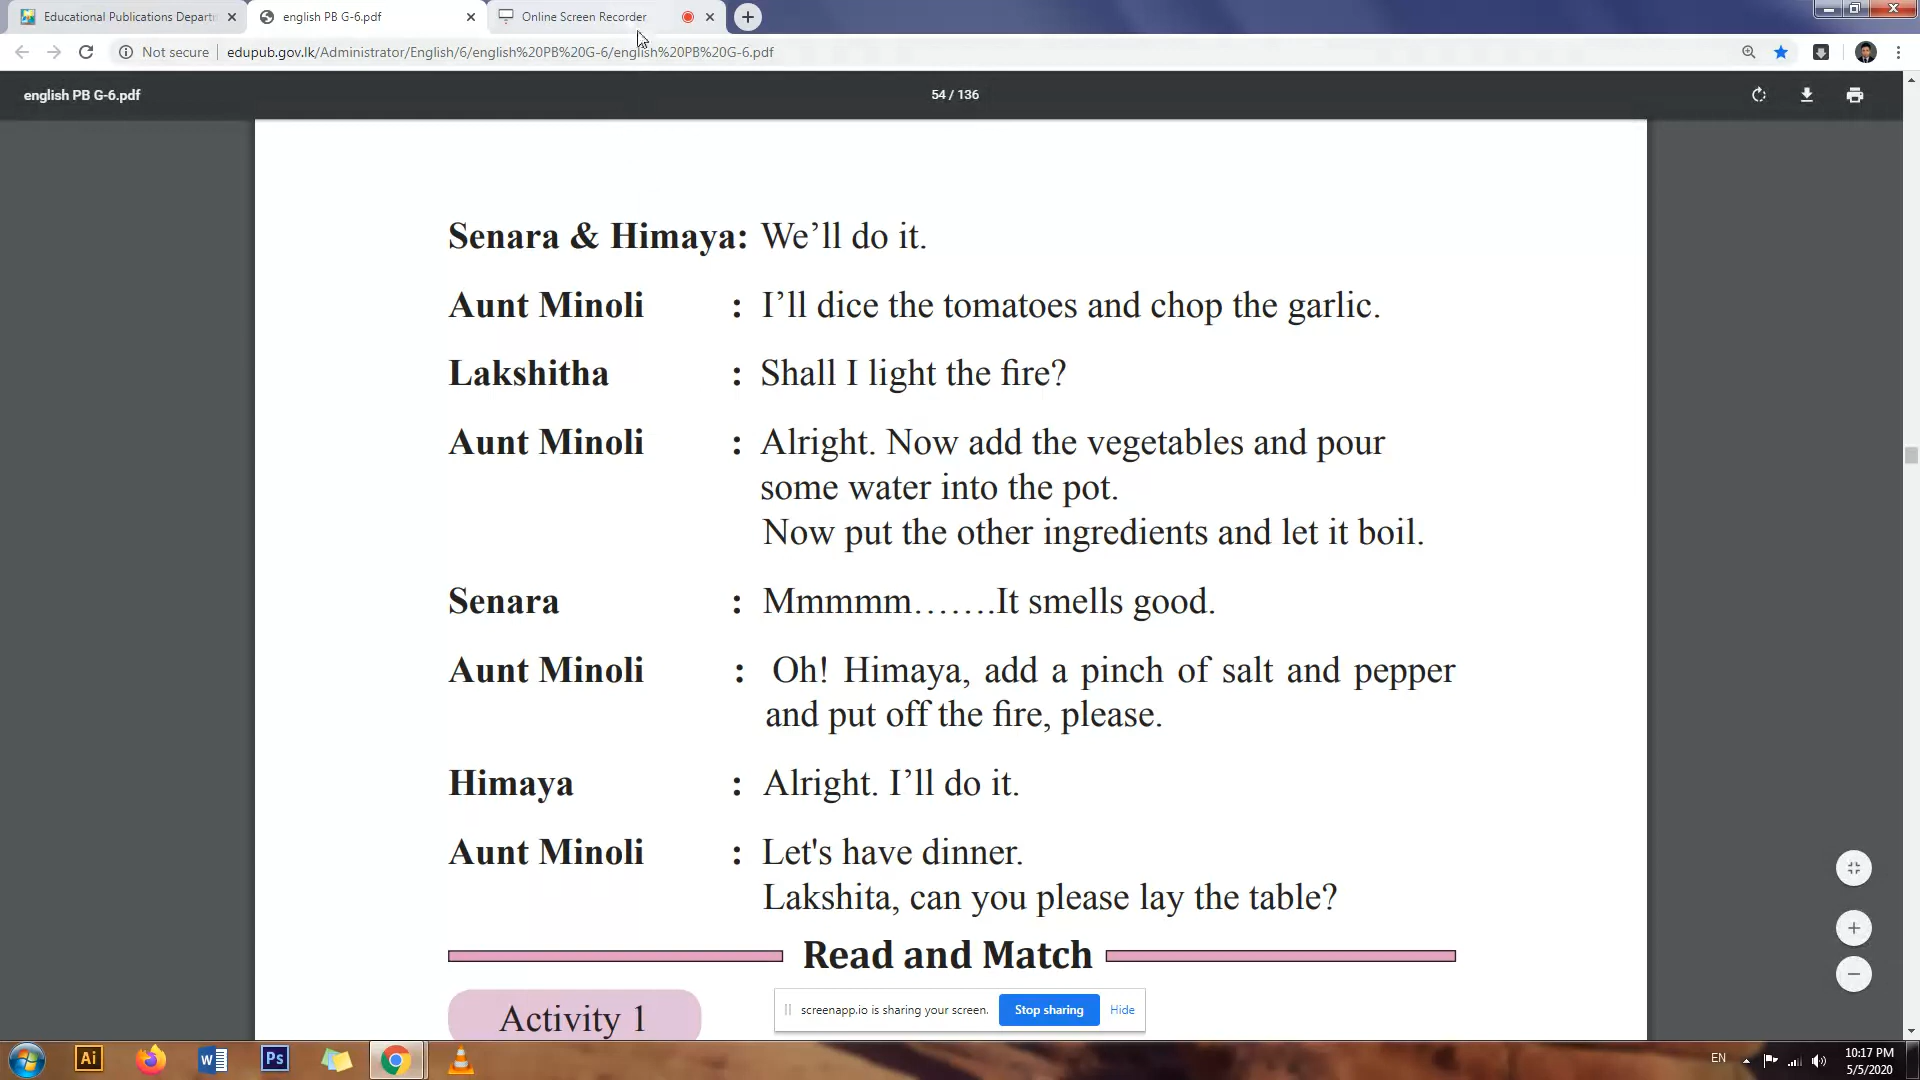 Educational Publications Departm
english PB G-6.pdf
Online Screen Recorder
Not secure
edupub.gov.lk/Administrator/English/6/english%20PB%20G-6/english%20PB%20G-6.pdf
english PB G-6.pdf
54 / 136
Senara & Himaya: We’ll do it.
Aunt Minoli : I’ll dice the tomatoes and chop the garlic.
Lakshitha : Shall I light the fire?
Aunt Minoli : Alright. Now add the vegetables and pour
some water into the pot.
Now put the other ingredients and let it boil.
Senara : Mmmmm…….It smells good.
Aunt Minoli : Oh! Himaya, add a pinch of salt and pepper
and put off the fire, please.
Himaya : Alright. I’ll do it.
Aunt Minoli : Let's have dinner.
Lakshita, can you please lay the table?
Read and Match
Activity 1
screenapp.io is sharing your screen.
Stop sharing
Hide
Ai
Ps
EN
10:17 PM
5/5/2020